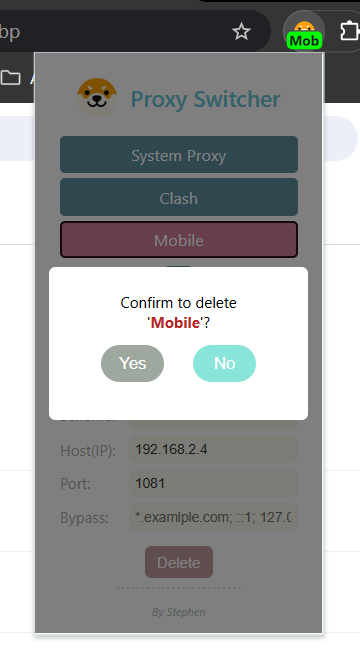 bp
Mob
Proxy Switcher
System Proxy
Clash
Mobile
Confirm to delete
'Mobile'?
Yes
No
Host(IP):
192.168.2.4
Port:
1081
Bypass:
*.examlple.com; ::1; 127.0
Delete
By Stephen